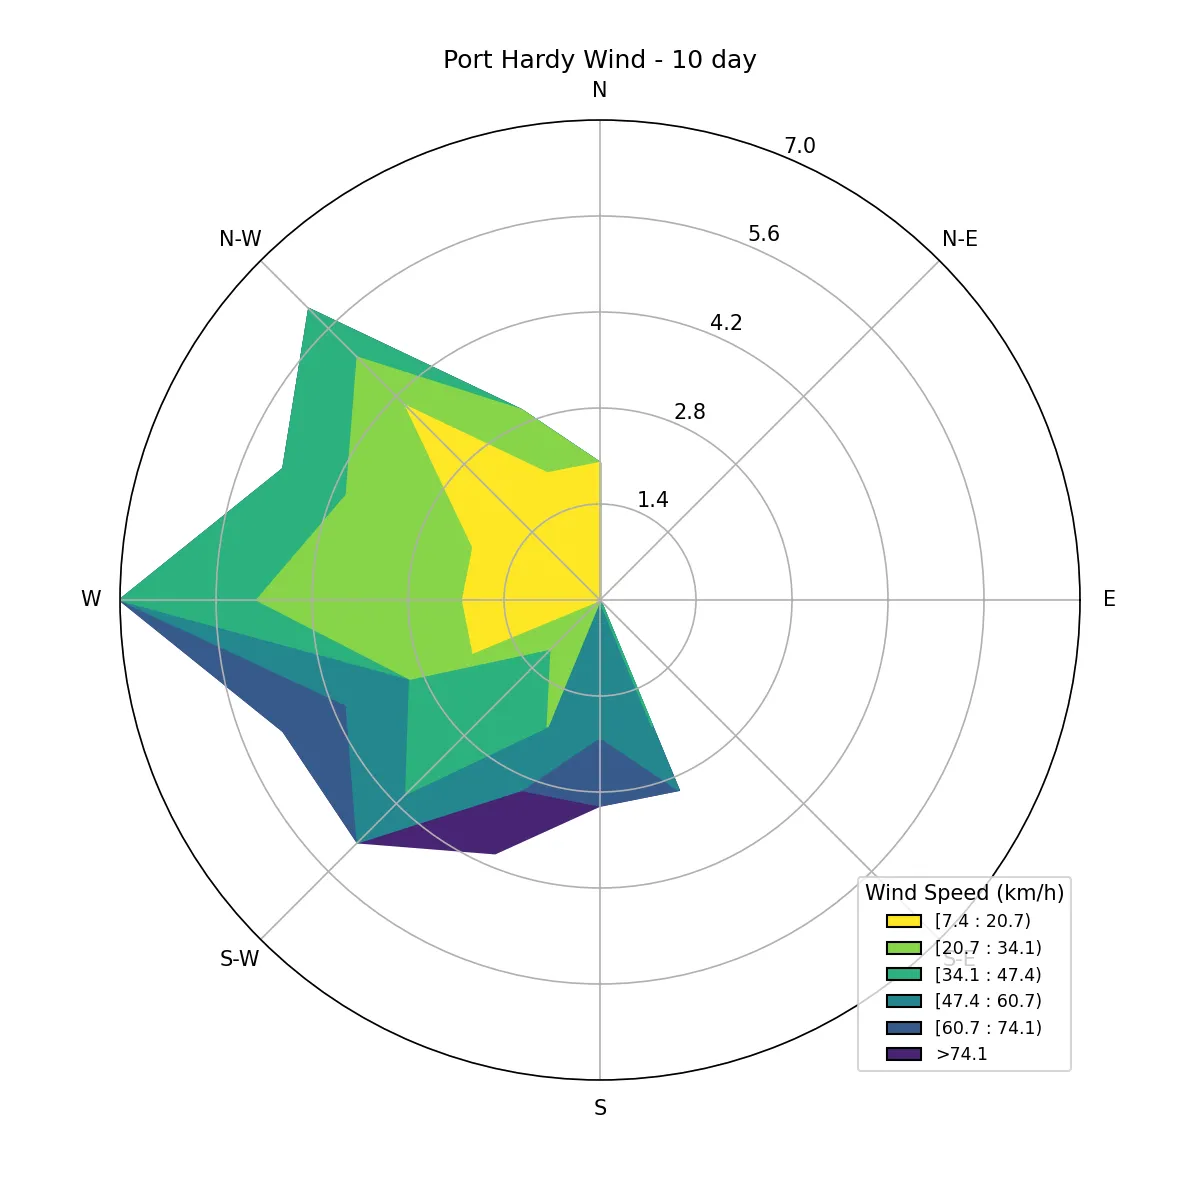 Port Hardy Wind - 10 day
N
7.0
N-W
5.6
N-E
4.2
2.8
1.4
W
E
S-W
S-E
S
Wind Speed (km/h)
[7.4 : 20.7)
[20.7 : 34.1)
[34.1 : 47.4)
[47.4 : 60.7)
[60.7 : 74.1)
>74.1